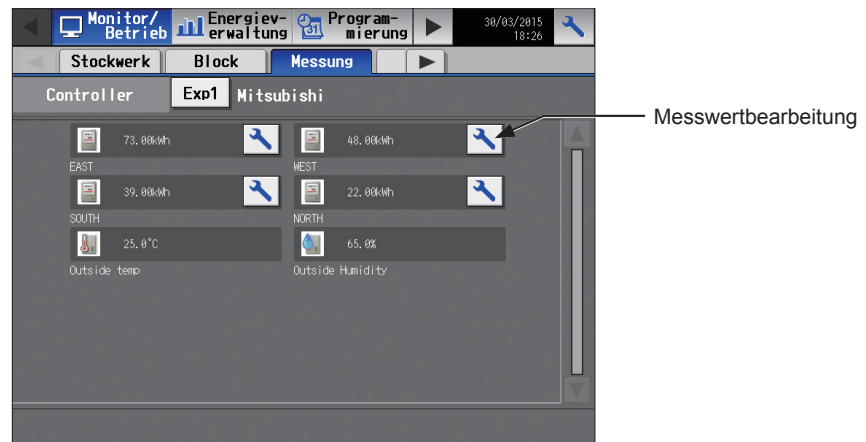 Monitor/
Betrieb
Energiev-
erwaltung
Program-
mierung
30/03/2015
18:26
31
Stockwerk Block Messung
Controller Exp1 Mitsubishi
Messwertbearbeitung
73.00kWh 48.00kWh
EAST WEST
39.00kWh 22.00kWh
SOUTH NORTH
25.0°C 65.0%
Outside temp Outside Humidity